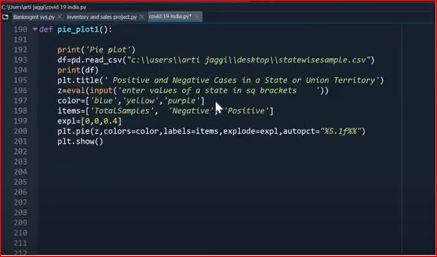 C:\Users\arti jaggi\covid 19 india.py
Bankmgmt sys.py Inventory and sales project.py covid 19 india.py*
190 def pie_plot1():
191
192 print('Pie plot')
193 df=pd.read_csv("c:\\users\\arti jaggi\\desktop\\statewisesample.csv")
194 print(df)
195 plt.title(' Positive and Negative Cases in a State or Union Territory')
196 z=eval(input('enter values of a state in sq brackets '))
197 color=['blue','yellow','purple']
198 items=['TotalSamples', 'Negative', 'Positive']
199 expl=[0,0,0.4]
200 plt.pie(z,colors=color,labels=items,explode=expl,autopct="%5.1f%%")
201 plt.show()
202
203
204
205
206
207
208
209
210
211
212